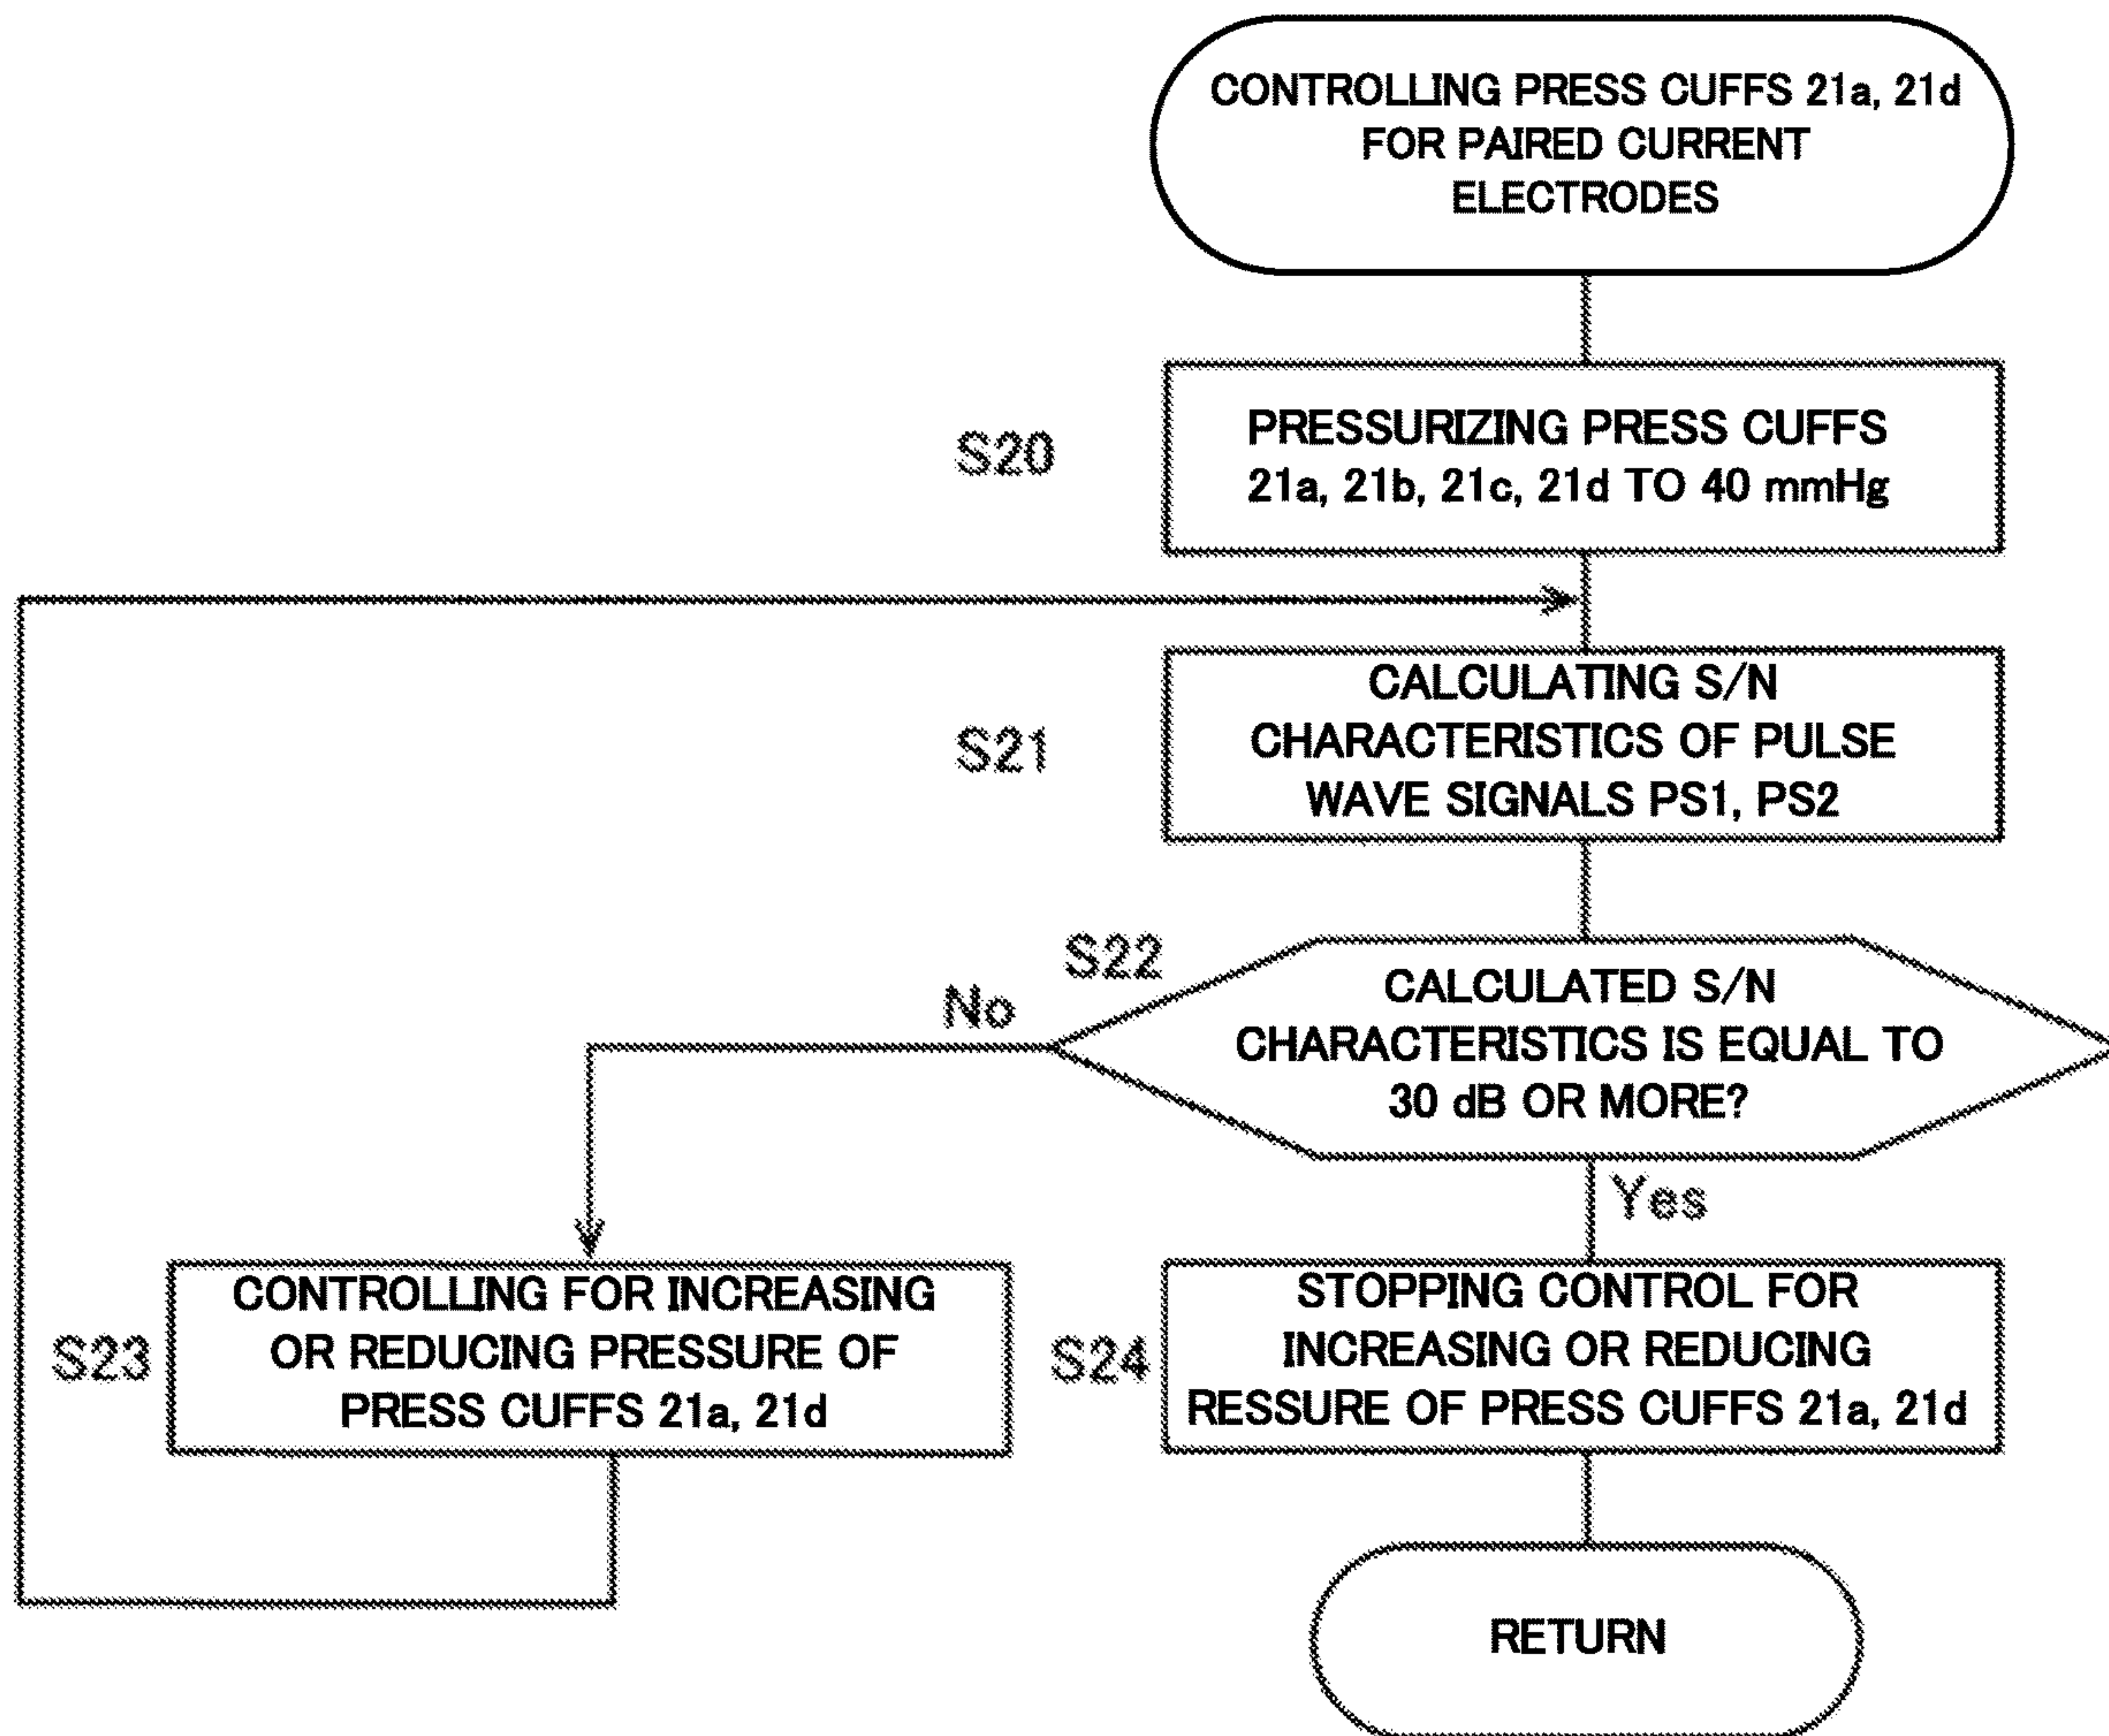 CONTROLLING PRESS CUFFS 21a, 21d
FOR PAIRED CURRENT
ELECTRODES
S20
PRESSURIZING PRESS CUFFS
21a, 21b, 21c, 21d TO 40 mmHg
S21
CALCULATING S/N
CHARACTERISTICS OF PULSE
WAVE SIGNALS PS1, PS2
S22
CALCULATED S/N
CHARACTERISTICS IS EQUAL TO
30 dB OR MORE?
No
Yes
S23
CONTROLLING FOR INCREASING
OR REDUCING PRESSURE OF
PRESS CUFFS 21a, 21d
S24
STOPPING CONTROL FOR
INCREASING OR REDUCING
RESSURE OF PRESS CUFFS 21a, 21d
RETURN